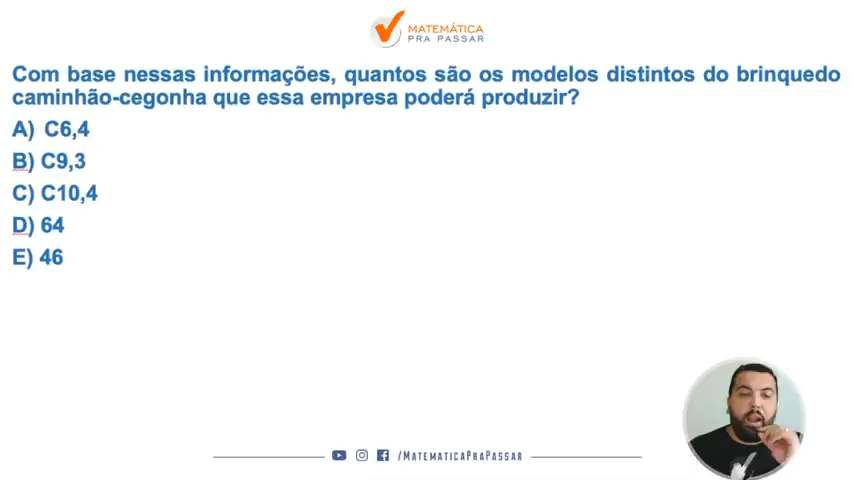 MATEMÁTICA
PRA PASSAR
Com base nessas informações, quantos são os modelos distintos do brinquedo
caminhão-cegonha que essa empresa poderá produzir?
A) C6,4
B) C9,3
C) C10,4
D) 64
E) 46
/MatematicaPraPassar